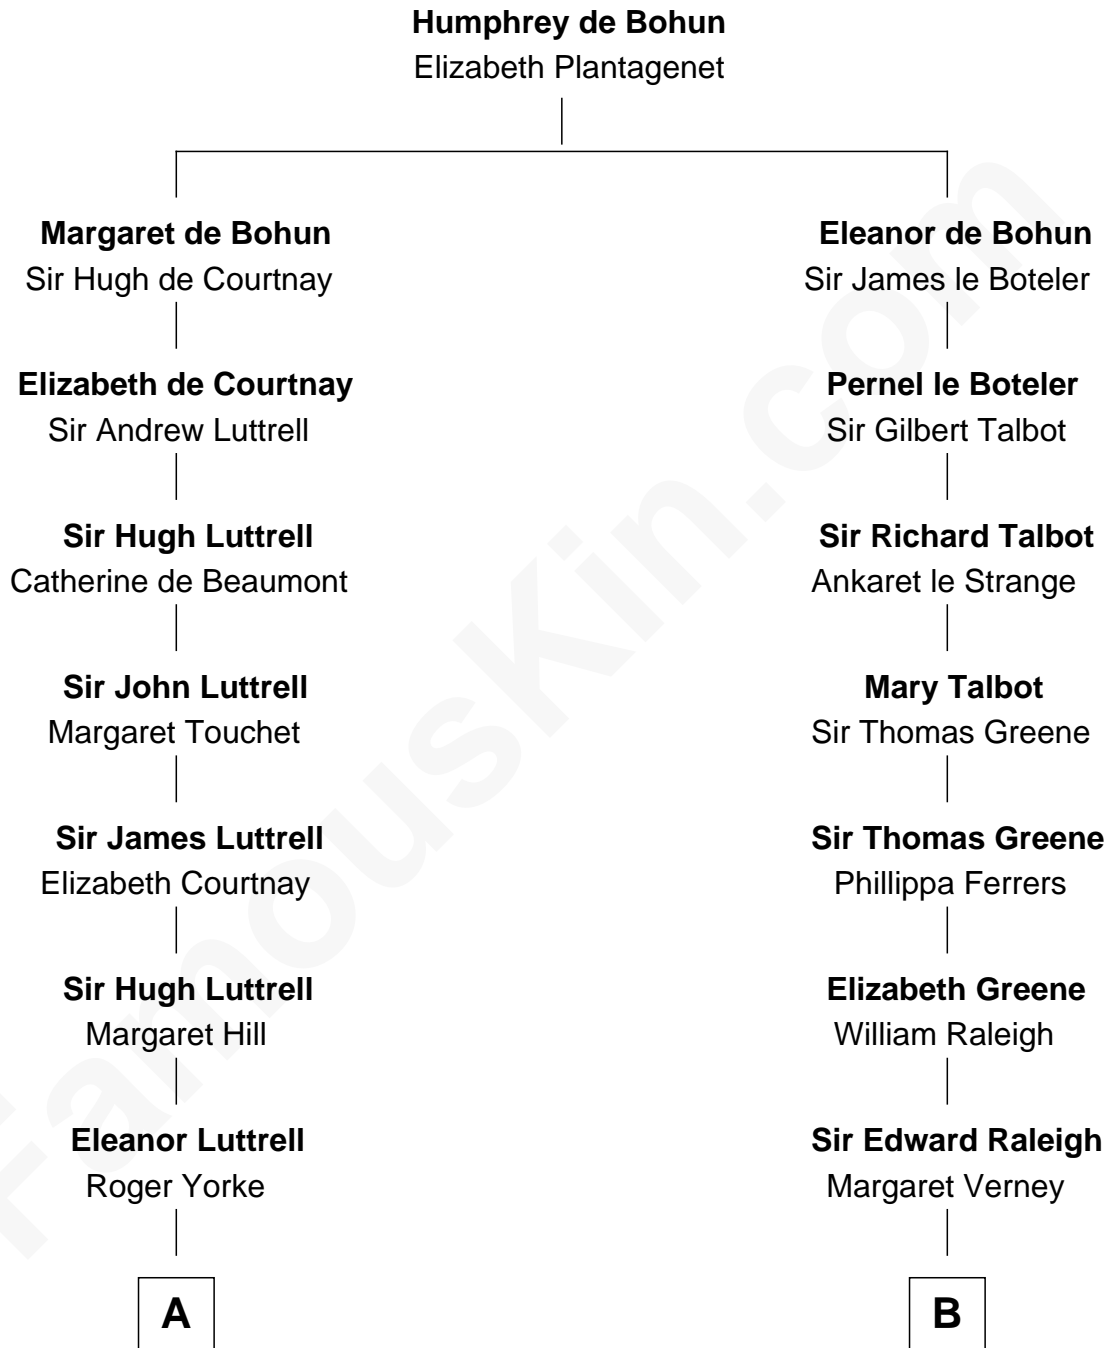 Humphrey de Bohun
Elizabeth Plantagenet
Margaret de Bohun
Sir Hugh de Courtnay
Eleanor de Bohun
Sir James le Boteler
Elizabeth de Courtnay
Sir Andrew Luttrell
Pernel le Boteler
Sir Gilbert Talbot
Sir Hugh Luttrell
Catherine de Beaumont
Sir Richard Talbot
Ankaret le Strange
Sir John Luttrell
Margaret Touchet
Mary Talbot
Sir Thomas Greene
Sir James Luttrell
Elizabeth Courtnay
Sir Thomas Greene
Phillippa Ferrers
Sir Hugh Luttrell
Margaret Hill
Elizabeth Greene
William Raleigh
Eleanor Luttrell
Roger Yorke
Sir Edward Raleigh
Margaret Verney
A
B
FamousKin.com